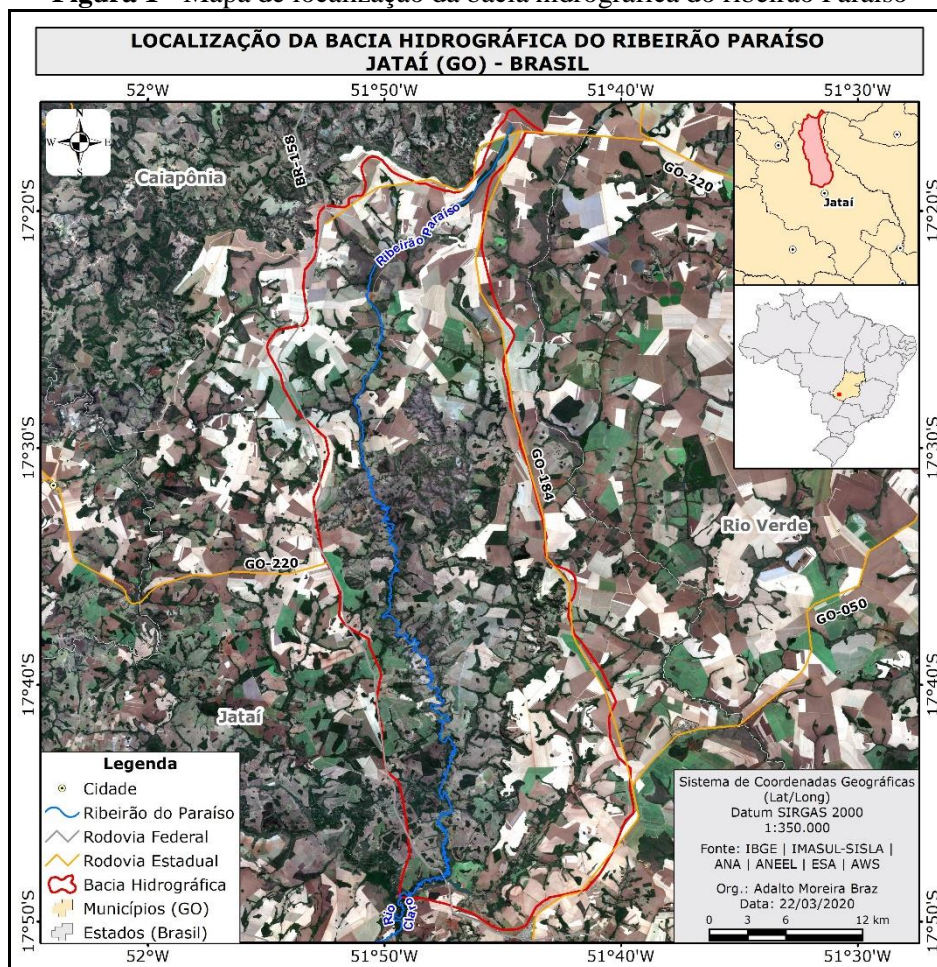 Figura 1 - Mapa de localização da bacia hidrográfica do ribeirão Paraíso
LOCALIZAÇÃO DA BACIA HIDROGRÁFICA DO RIBEIRÃO PARAÍSO
JATAÍ (GO) - BRASIL
52°0'W
51°50'W
51°40'W
51°30'W
N
W
E
S
BR-158
Caiapônia
GO-220
Ribeirão Paraíso
Jataí
17°20'S
17°20'S
17°30'S
17°30'S
GO-184
Rio Verde
GO-220
GO-050
17°40'S
17°40'S
Jataí
Legenda
Cidade
Ribeirão do Paraíso
Rodovia Federal
Rodovia Estadual
Bacia Hidrográfica
Municípios (GO)
Estados (Brasil)
Rio
Claro
Sistema de Coordenadas Geográficas
(Lat/Long)
Datum SIRGAS 2000
1:350.000
Fonte: IBGE | IMASUL-SISLA |
ANA | ANEEL | ESA | AWS
Org.: Adalto Moreira Braz
Data: 22/03/2020
0 3 6 12 km
17°50'S
17°50'S
52°W
51°50'W
51°40'W
51°30'W